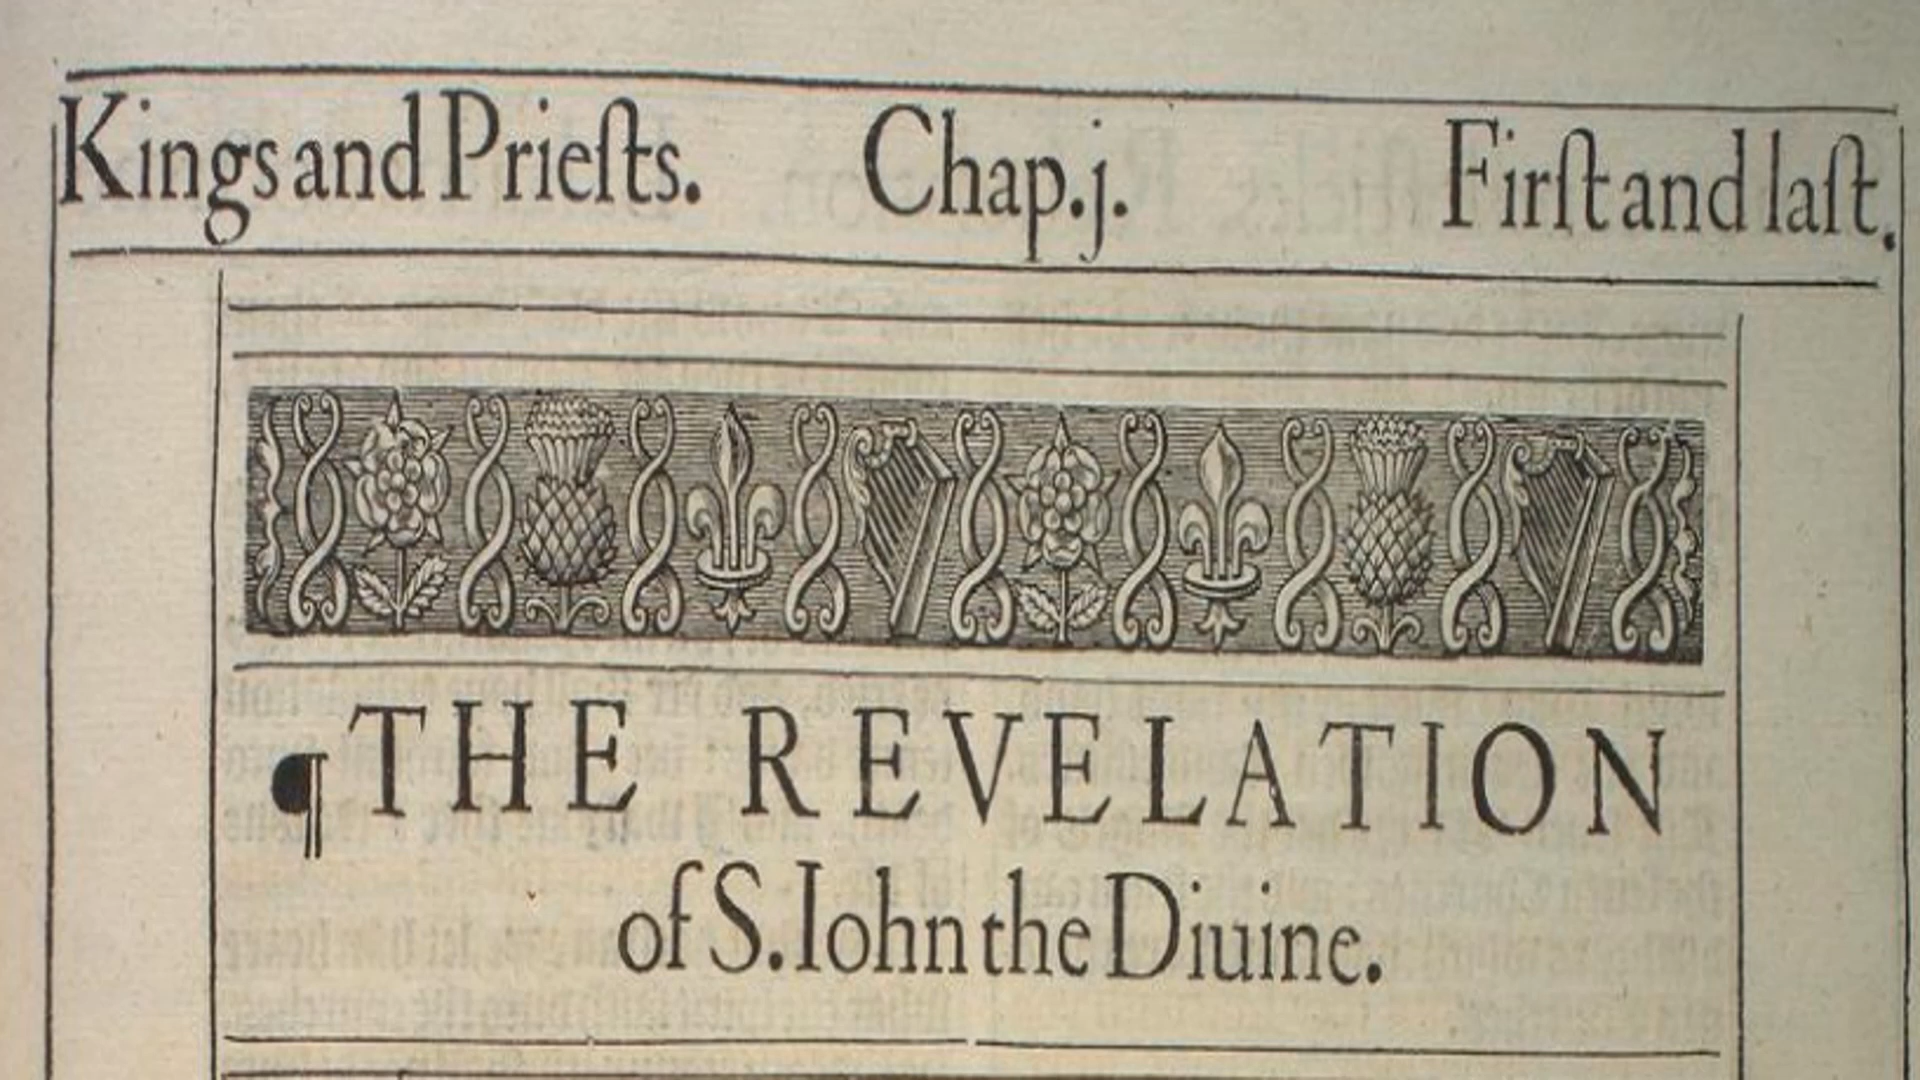 Kings and Prieſts. Chap.j. Firſt and laſt.
¶THE REVELATION
of S. Iohn the Diuine.